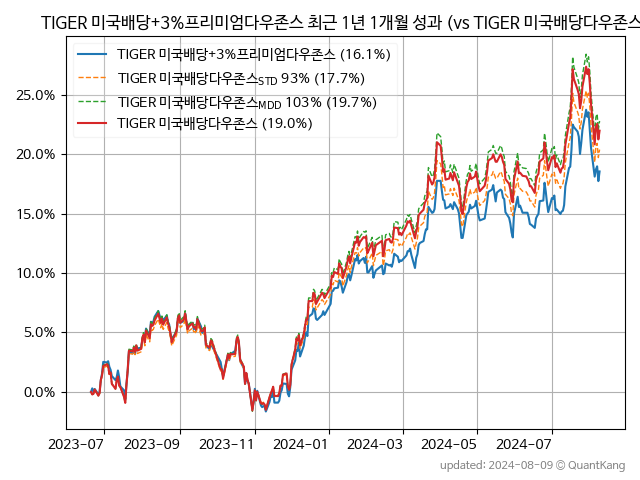 TIGER 미국배당+3%프리미엄다우존스 최근 1년 1개월 성과 (vs TIGER 미국배당다우존스
TIGER 미국배당+3%프리미엄다우존스 (16.1%)
TIGER 미국배당다우존스STD 93% (17.7%)
TIGER 미국배당다우존스MDD 103% (19.7%)
TIGER 미국배당다우존스 (19.0%)
25.0%
20.0%
15.0%
10.0%
5.0%
0.0%
2023-07 2023-09 2023-11 2024-01 2024-03 2024-05 2024-07
updated: 2024-08-09 © QuantKang